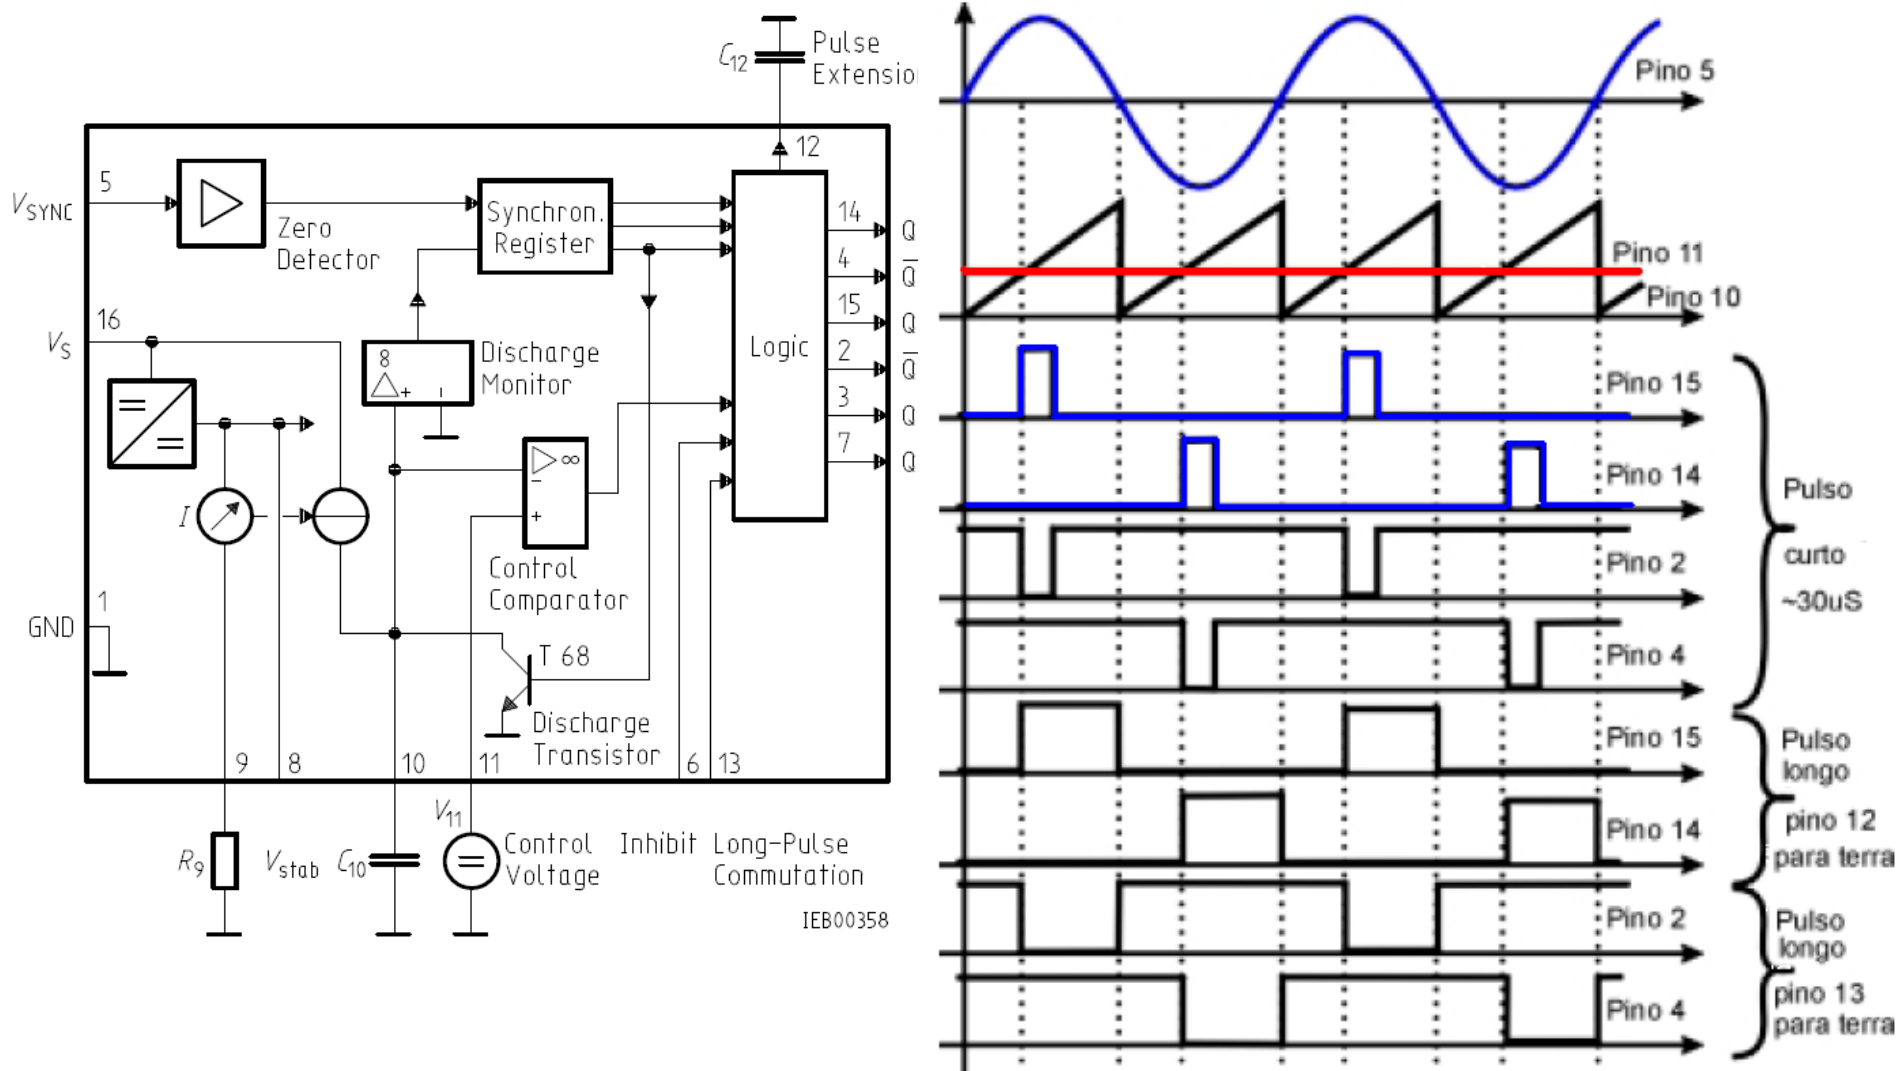 C12
Pulse
Extensio
12
5
VSYNC
Zero
Detector
Synchron.
Register
14
Q
4
Q̅
15
Q
2
Q̅
3
Q
7
Q
Logic
16
VS
8
+
-
Discharge
Monitor
=
=
∞
-
+
I
Control
Comparator
1
GND
T 68
Discharge
Transistor
9
8
10
11
6
13
V11
=
R9
Vstab
C10
Control
Voltage
Inhibit
Long-Pulse
Commutation
IEB00358
Pino 5
Pino 11
Pino 10
Pino 15
Pino 14
Pino 2
Pino 4
Pulso
curto
~30uS
Pino 15
Pino 14
Pulso
longo
pino 12
para terra
Pino 2
Pino 4
Pulso
longo
pino 13
para terra